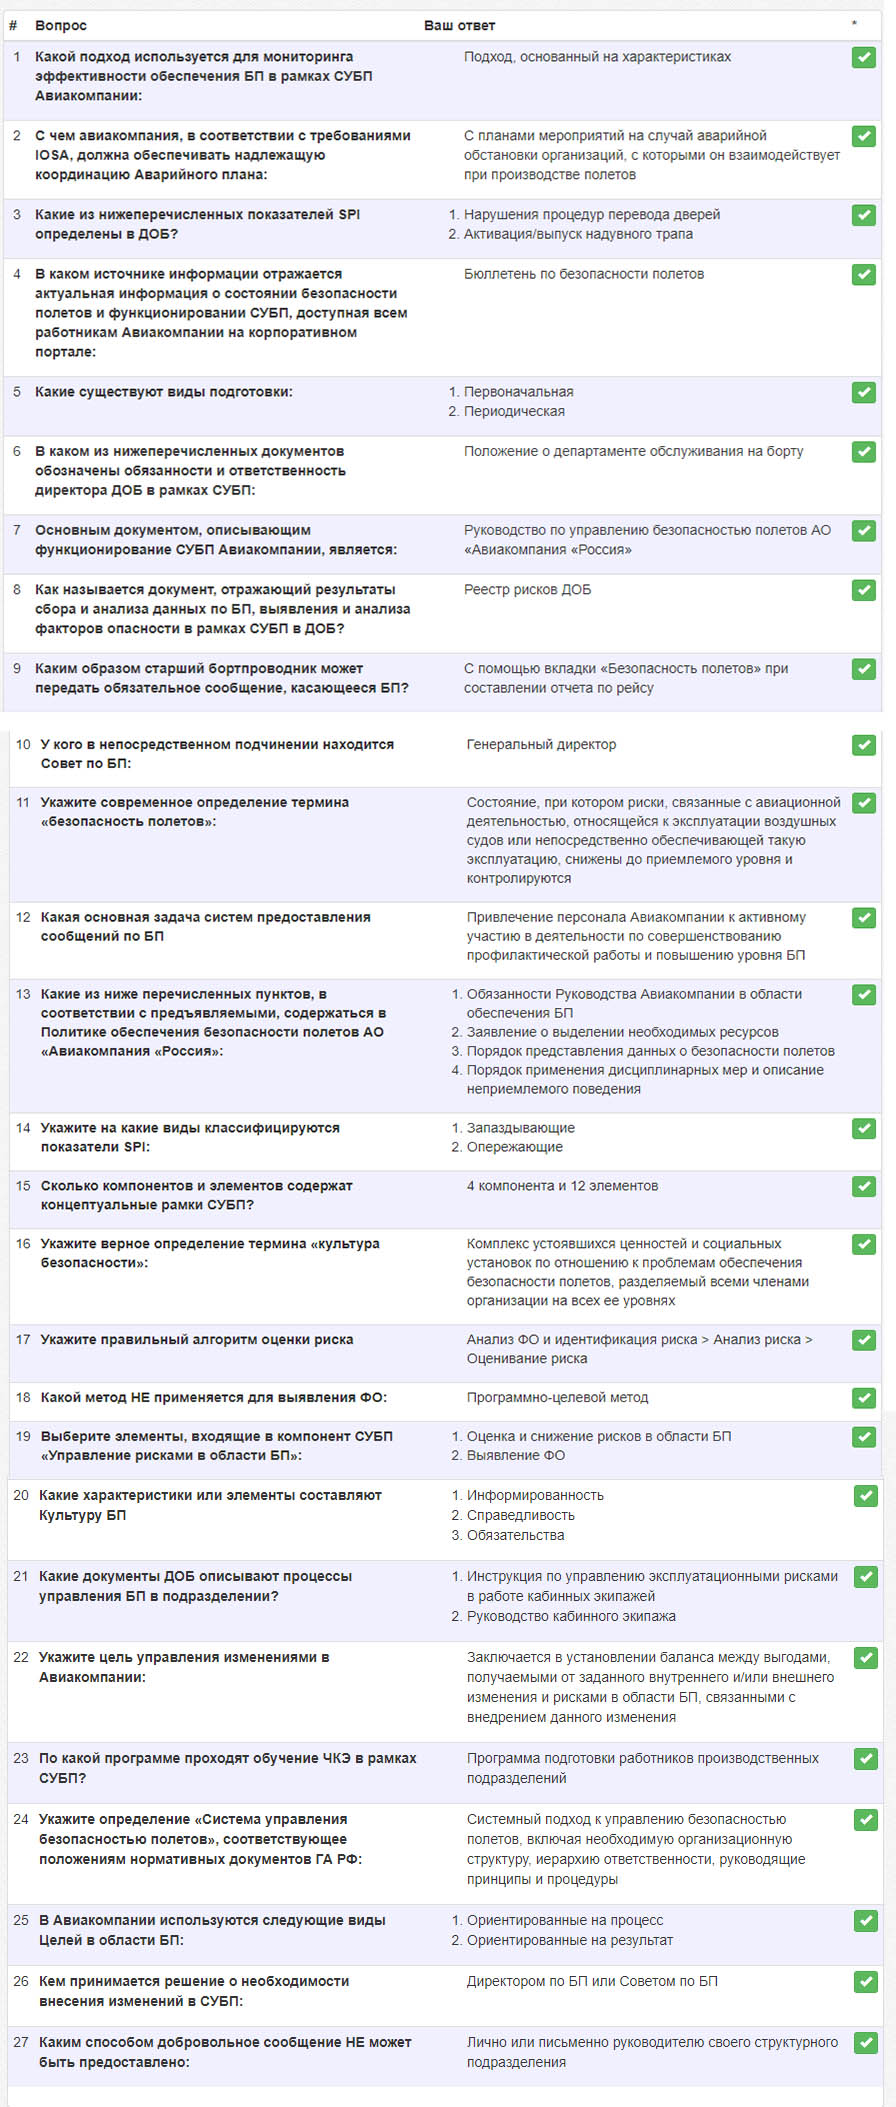 # Вопрос Ваш ответ *
1 Какой подход используется для мониторинга Подход, основанный на характеристиках
эффективности обеспечения БП в рамках СУБП
Авиакомпании:
2 С чем авиакомпания, в соответствии с требованиями С планами мероприятий на случай аварийной
IOSA, должна обеспечивать надлежащую обстановки организаций, с которыми он взаимодействует
координацию Аварийного плана: при производстве полетов
3 Какие из нижеперечисленных показателей SPI 1. Нарушения процедур перевода дверей
определены в ДОБ? 2. Активация/выпуск надувного трапа
4 В каком источнике информации отражается Бюллетень по безопасности полетов
актуальная информация о состоянии безопасности
полетов и функционировании СУБП, доступная всем
работникам Авиакомпании на корпоративном
портале:
5 Какие существуют виды подготовки: 1. Первоначальная
2. Периодическая
6 В каком из нижеперечисленных документов Положение о департаменте обслуживания на борту
обозначены обязанности и ответственность
директора ДОБ в рамках СУБП:
7 Основным документом, описывающим Руководство по управлению безопасностью полетов АО
функционирование СУБП Авиакомпании, является: «Авиакомпания «Россия»
8 Как называется документ, отражающий результаты Реестр рисков ДОБ
сбора и анализа данных по БП, выявления и анализа
факторов опасности в рамках СУБП в ДОБ?
9 Каким образом старший бортпроводник может С помощью вкладки «Безопасность полетов» при
передать обязательное сообщение, касающееся БП? составлении отчета по рейсу
10 У кого в непосредственном подчинении находится Генеральный директор
Совет по БП:
11 Укажите современное определение термина Состояние, при котором риски, связанные с авиационной
«безопасность полетов»: деятельностью, относящейся к эксплуатации воздушных
судов или непосредственно обеспечивающей такую
эксплуатацию, снижены до приемлемого уровня и
контролируются
12 Какая основная задача систем предоставления Привлечение персонала Авиакомпании к активному
сообщений по БП участию в деятельности по совершенствованию
профилактической работы и повышению уровня БП
13 Какие из ниже перечисленных пунктов, в 1. Обязанности Руководства Авиакомпании в области
соответствии с предъявляемыми, содержаться в обеспечения БП
Политике обеспечения безопасности полетов АО 2. Заявление о выделении необходимых ресурсов
«Авиакомпания «Россия»: 3. Порядок представления данных о безопасности полетов
4. Порядок применения дисциплинарных мер и описание
неприемлемого поведения
14 Укажите на какие виды классифицируются 1. Запаздывающие
показатели SPI: 2. Опережающие
15 Сколько компонентов и элементов содержат 4 компонента и 12 элементов
концептуальные рамки СУБП?
16 Укажите верное определение термина «культура Комплекс устоявшихся ценностей и социальных
безопасности»: установок по отношению к проблемам обеспечения
безопасности полетов, разделяемый всеми членами
организации на всех ее уровнях
17 Укажите правильный алгоритм оценки риска Анализ ФО и идентификация риска > Анализ риска >
Оценивание риска
18 Какой метод НЕ применяется для выявления ФО: Программно-целевой метод
19 Выберите элементы, входящие в компонент СУБП 1. Оценка и снижение рисков в области БП
«Управление рисками в области БП»: 2. Выявление ФО
20 Какие характеристики или элементы составляют 1. Информированность
Культуру БП 2. Справедливость
3. Обязательства
21 Какие документы ДОБ описывают процессы 1. Инструкция по управлению эксплуатационными рисками
управления БП в подразделении? в работе кабинных экипажей
2. Руководство кабинного экипажа
22 Укажите цель управления изменениями в Заключается в установлении баланса между выгодами,
Авиакомпании: получаемыми от заданного внутреннего и/или внешнего
изменения и рисками в области БП, связанными с
внедрением данного изменения
23 По какой программе проходят обучение ЧКЭ в рамках Программа подготовки работников производственных
СУБП? подразделений
24 Укажите определение «Система управления Системный подход к управлению безопасностью
безопасностью полетов», соответствующее полетов, включая необходимую организационную
положениям нормативных документов ГА РФ: структуру, иерархию ответственности, руководящие
принципы и процедуры
25 В Авиакомпании используются следующие виды 1. Ориентированные на процесс
Целей в области БП: 2. Ориентированные на результат
26 Кем принимается решение о необходимости Директором по БП или Советом по БП
внесения изменений в СУБП:
27 Каким способом добровольное сообщение НЕ может Лично или письменно руководителю своего структурного
быть предоставлено: подразделения